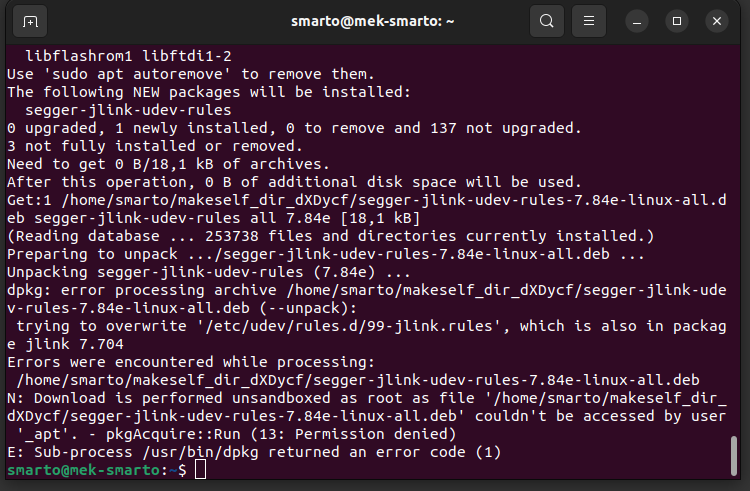 smarto@mek-smarto: ~
  libflashrom1 libftdi1-2
Use 'sudo apt autoremove' to remove them.
The following NEW packages will be installed:
  segger-jlink-udev-rules
0 upgraded, 1 newly installed, 0 to remove and 137 not upgraded.
3 not fully installed or removed.
Need to get 0 B/18,1 kB of archives.
After this operation, 0 B of additional disk space will be used.
Get:1 /home/smarto/makeself_dir_dXDycf/segger-jlink-udev-rules-7.84e-linux-all.d
eb segger-jlink-udev-rules all 7.84e [18,1 kB]
(Reading database ... 253738 files and directories currently installed.)
Preparing to unpack .../segger-jlink-udev-rules-7.84e-linux-all.deb ...
Unpacking segger-jlink-udev-rules (7.84e) ...
dpkg: error processing archive /home/smarto/makeself_dir_dXDycf/segger-jlink-ude
v-rules-7.84e-linux-all.deb (--unpack):
 trying to overwrite '/etc/udev/rules.d/99-jlink.rules', which is also in packag
e jlink 7.704
Errors were encountered while processing:
 /home/smarto/makeself_dir_dXDycf/segger-jlink-udev-rules-7.84e-linux-all.deb
N: Download is performed unsandboxed as root as file '/home/smarto/makeself_dir_
dXDycf/segger-jlink-udev-rules-7.84e-linux-all.deb' couldn't be accessed by user
 '_apt'. - pkgAcquire::Run (13: Permission denied)
E: Sub-process /usr/bin/dpkg returned an error code (1)
smarto@mek-smarto:~$